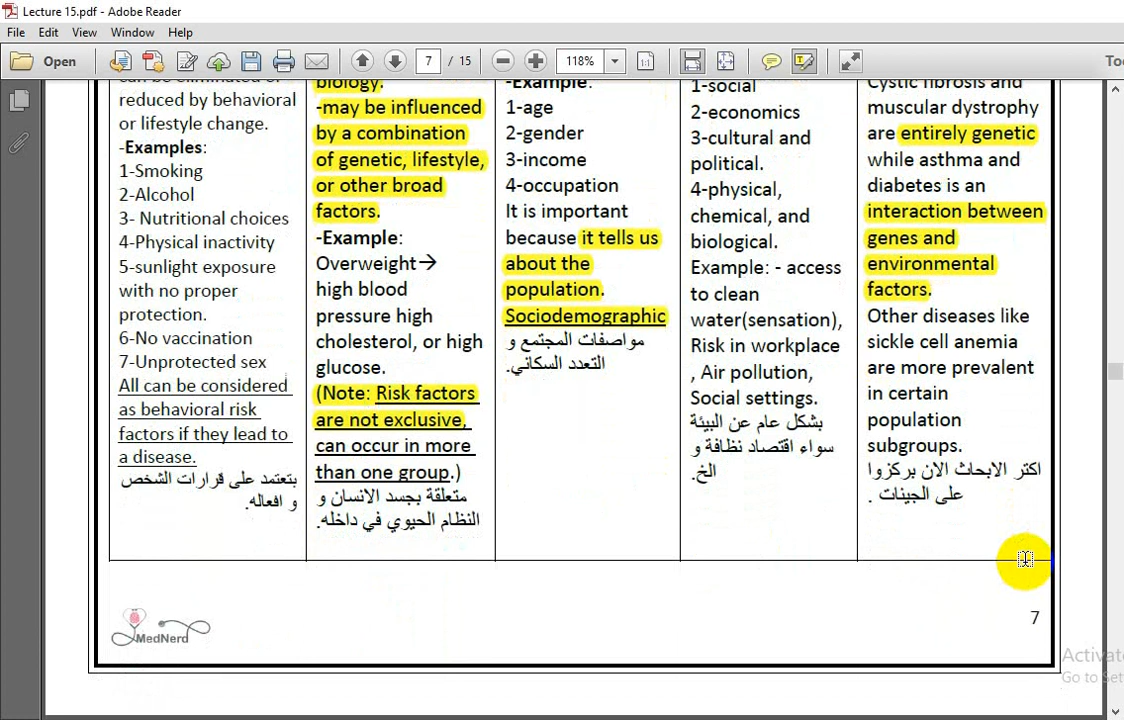 Lecture 15.pdf - Adobe Reader
File Edit View Window Help
Open
7 / 15
118%
reduced by behavioral
or lifestyle change.
-Examples:
1-Smoking
2-Alcohol
3- Nutritional choices
4-Physical inactivity
5-sunlight exposure
with no proper
protection.
6-No vaccination
7-Unprotected sex
All can be considered
as behavioral risk
factors if they lead to
a disease.
بتعتمد على قرارات الشخص
و افعاله.
biology.
-may be influenced
by a combination
of genetic, lifestyle,
or other broad
factors.
-Example:
Overweight→
high blood
pressure high
cholesterol, or high
glucose.
(Note: Risk factors
are not exclusive,
can occur in more
than one group.)
متعلقة بجسد الانسان و
النظام الحيوي في داخله.
-Example:
1-age
2-gender
3-income
4-occupation
It is important
because it tells us
about the
population.
Sociodemographic
مواصفات المجتمع و
التعدد السكاني.
1-social
2-economics
3-cultural and
political.
4-physical,
chemical, and
biological.
Example: - access
to clean
water(sensation),
Risk in workplace
, Air pollution,
Social settings.
بشكل عام عن البيئة
سواء اقتصاد نظافة و
الخ.
Cystic fibrosis and
muscular dystrophy
are entirely genetic
while asthma and
diabetes is an
interaction between
genes and
environmental
factors.
Other diseases like
sickle cell anemia
are more prevalent
in certain
population
subgroups.
اكتر الابحاث الان بركزوا
على الجينات .
MedNerd
7